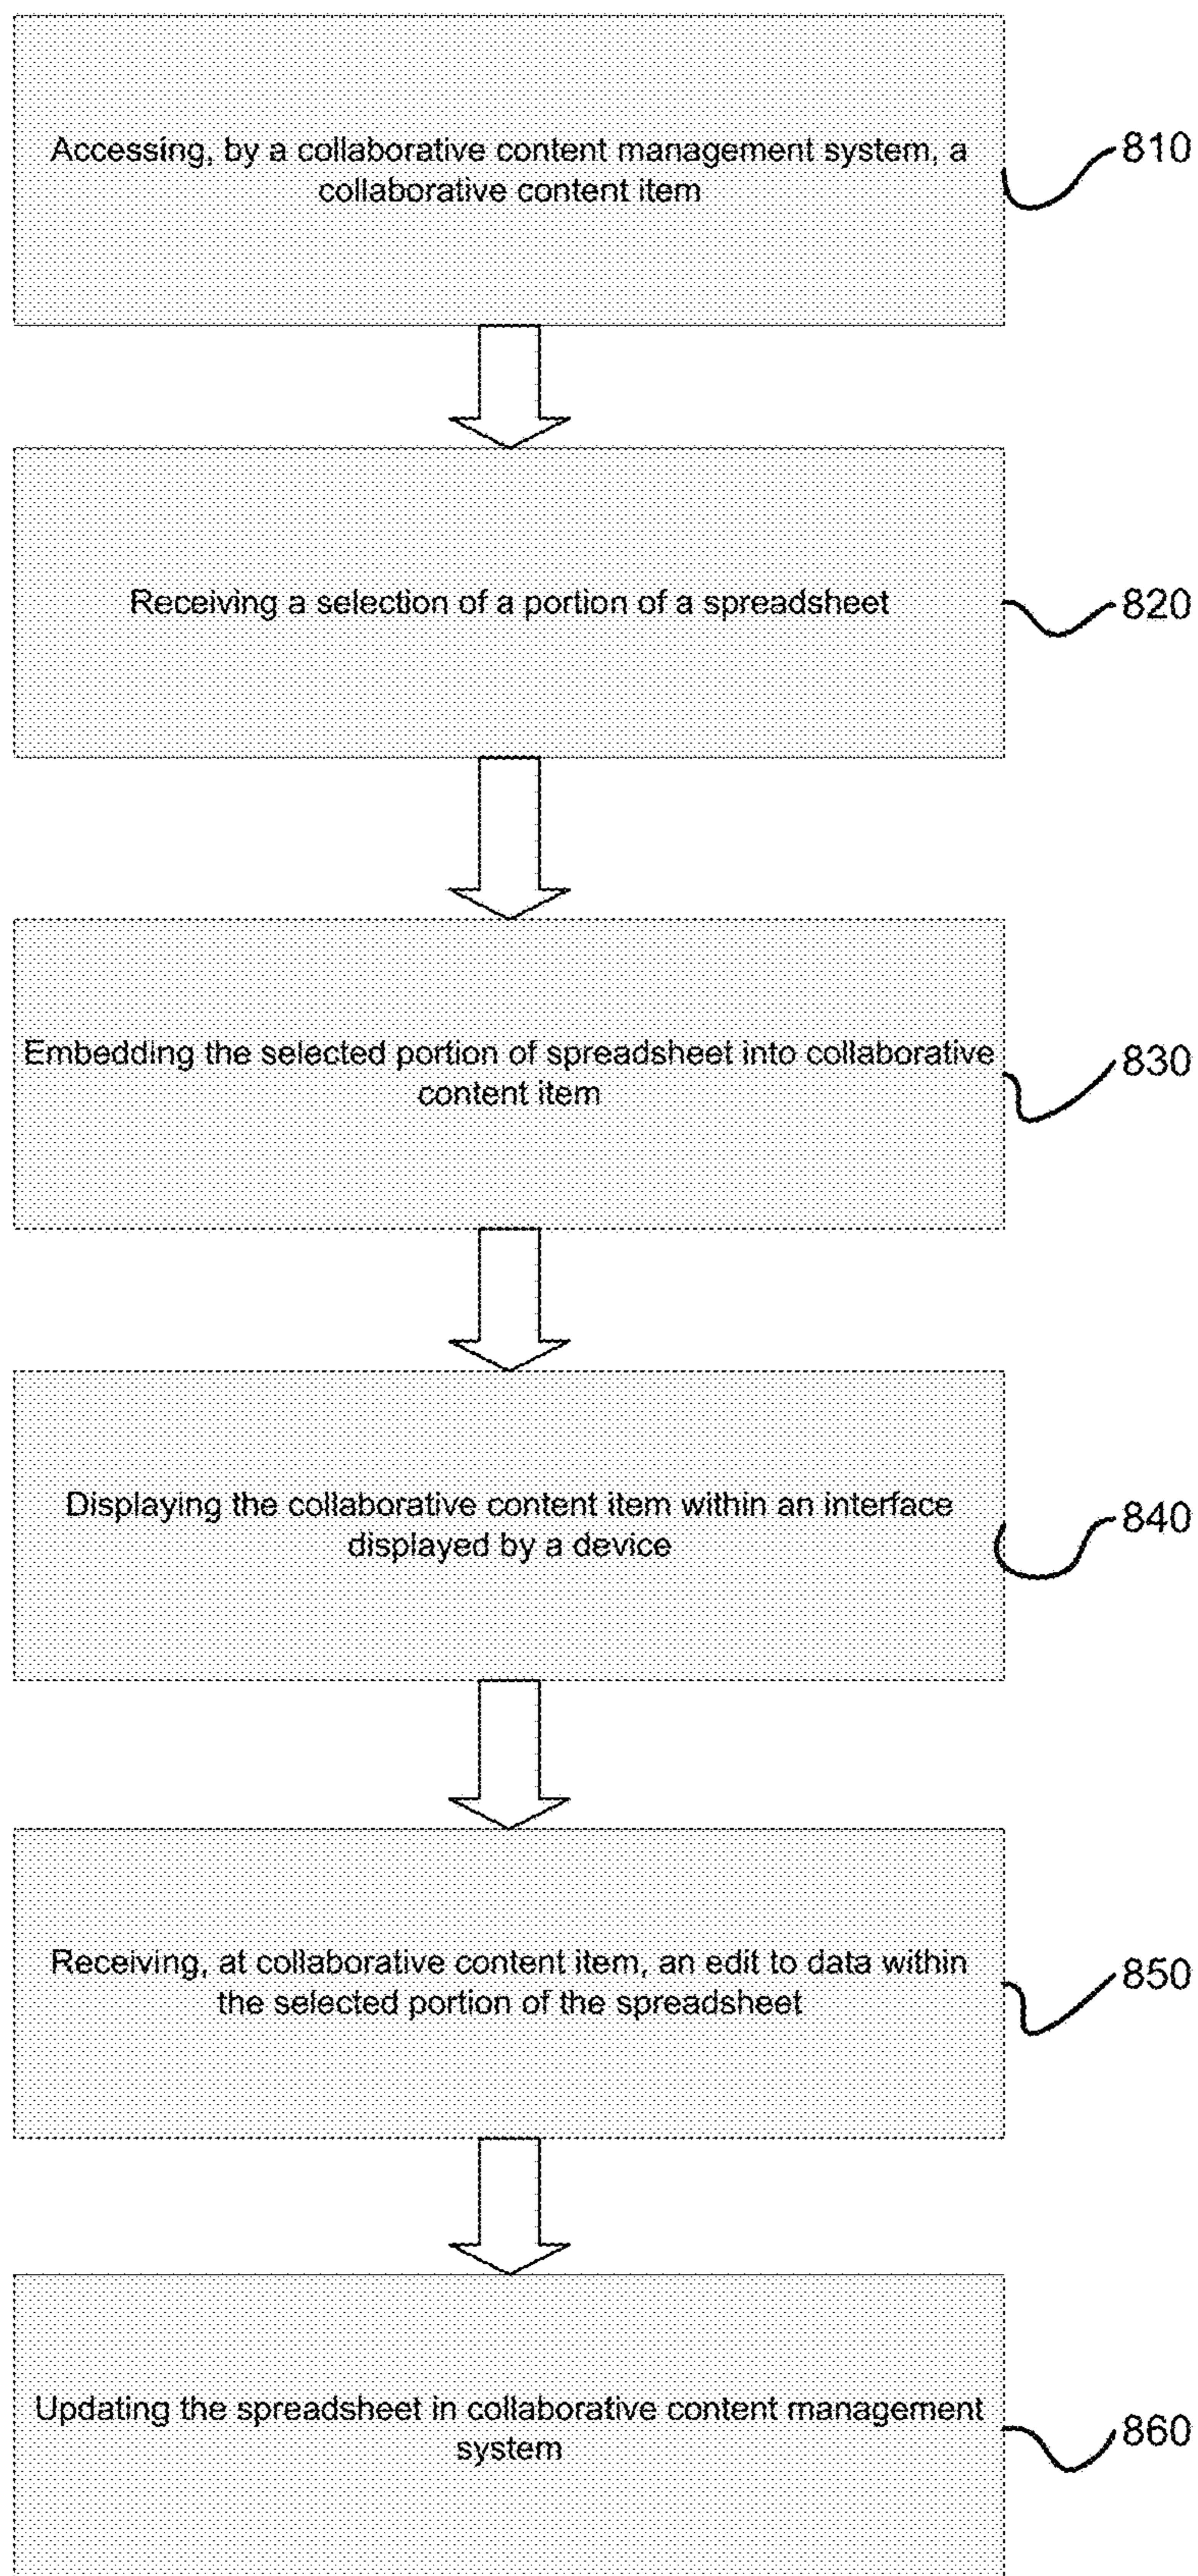 Accessing, by a collaborative content management system, a
collaborative content item
810
Receiving a selection of a portion of a spreadsheet
820
Embedding the selected portion of spreadsheet into collaborative
content item
830
Displaying the collaborative content item within an interface
displayed by a device
840
Receiving, at collaborative content item, an edit to data within
the selected portion of the spreadsheet
850
Updating the spreadsheet in collaborative content management
system
860